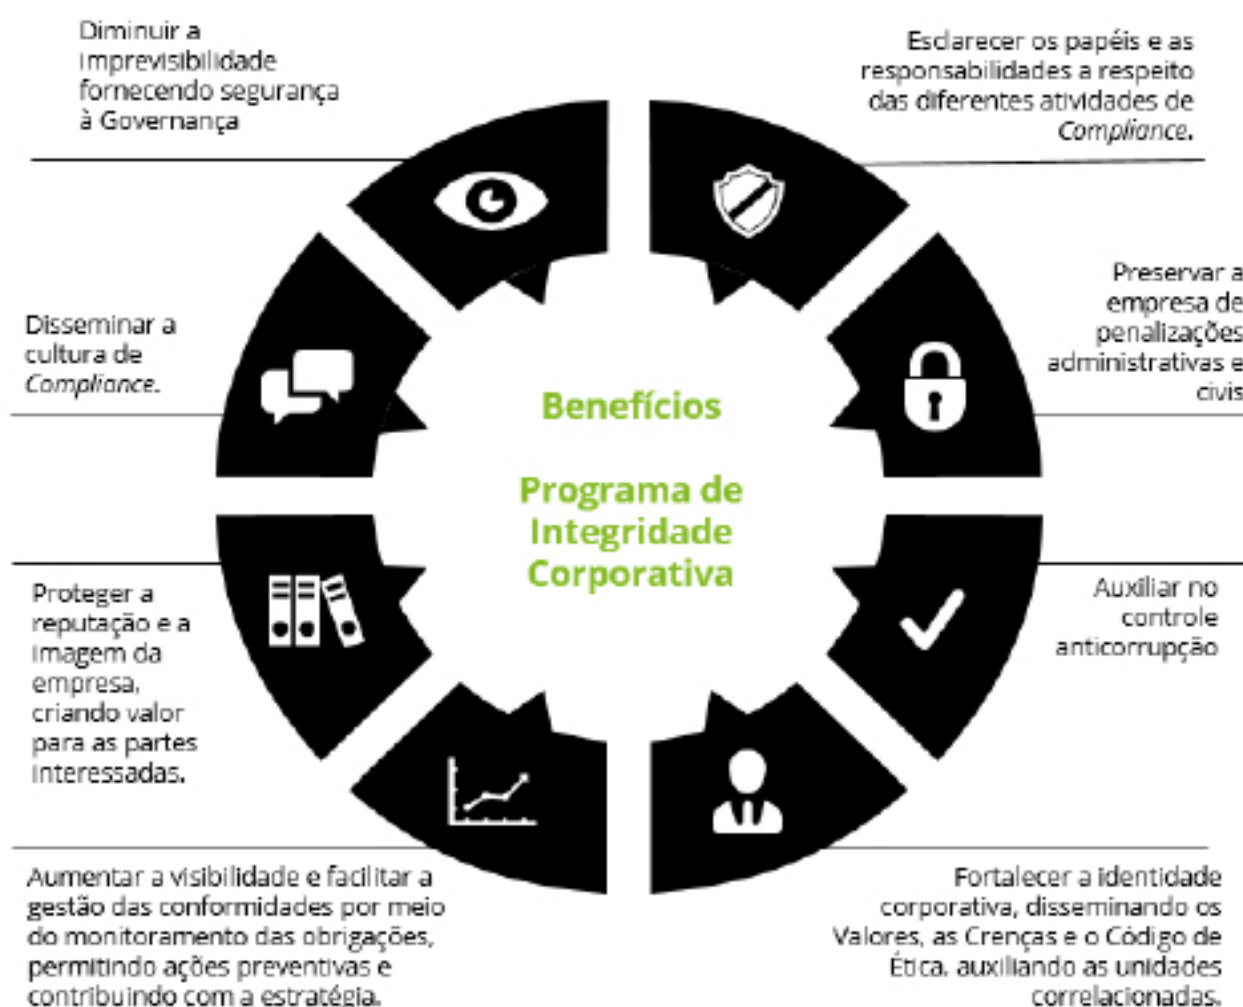 Diminuir a
imprevisibilidade
fornecendo segurança
à Governança
Esclarecer os papéis e as
responsabilidades a respeito
das diferentes atividades de
Compliance.
Disseminar a
cultura de
Compliance.
Preservar a
empresa de
penalizações
administrativas e
civis
Benefícios
Programa de
Integridade
Corporativa
Proteger a
reputação e a
imagem da
empresa,
criando valor
para as partes
interessadas.
Auxiliar no
controle
anticorrupção
Aumentar a visibilidade e facilitar a
gestão das conformidades por meio
do monitoramento das obrigações,
permitindo ações preventivas e
contribuindo com a estratégia.
Fortalecer a identidade
corporativa, disseminando os
Valores, as Crenças e o Código de
Ética, auxiliando as unidades
correlacionadas.